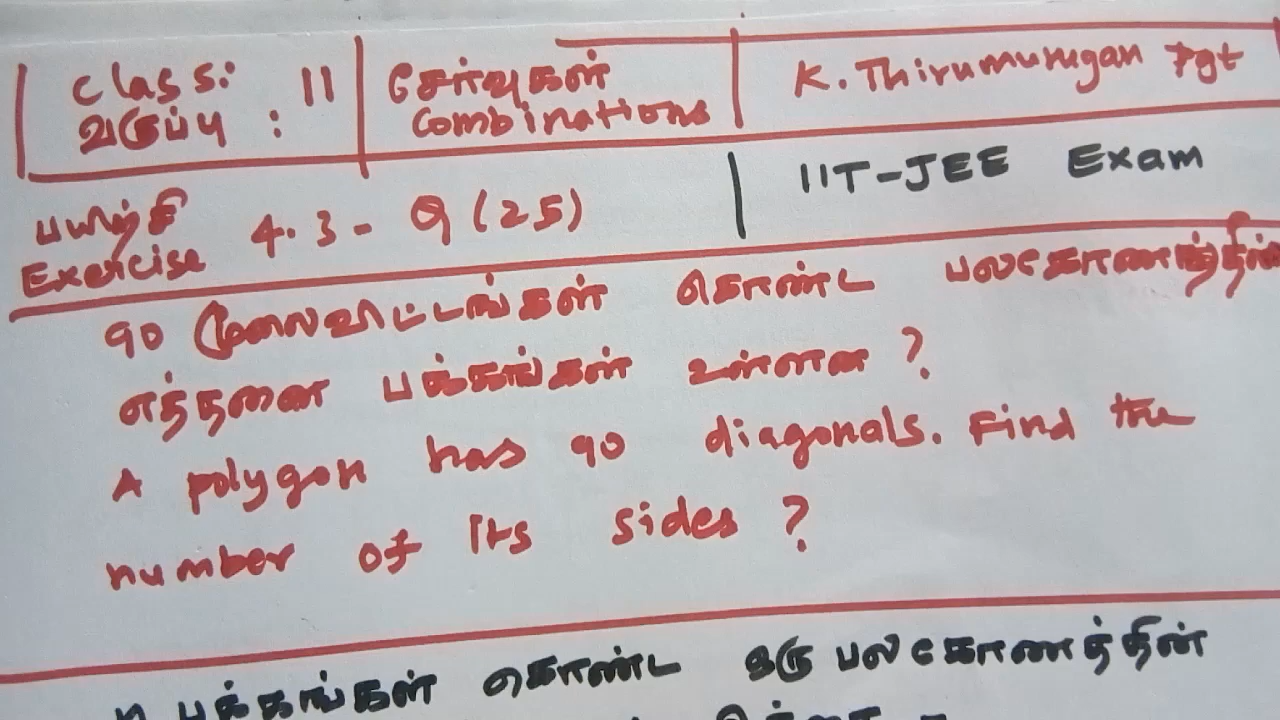 Class: 11
வகுப்பு :
சேர்வுகள்
Combinations
K. Thirumurugan Pgt
பயிற்சி
Exercise 4.3 - Q (25)
IIT-JEE Exam
90 மூலைவிட்டங்கள் கொண்ட பலகோணத்தின்
எத்தனை பக்கங்கள் உள்ளன ?
A polygon has 90 diagonals. Find the
number of its sides ?
n பக்கங்கள் கொண்ட ஒரு பலகோணத்தின்